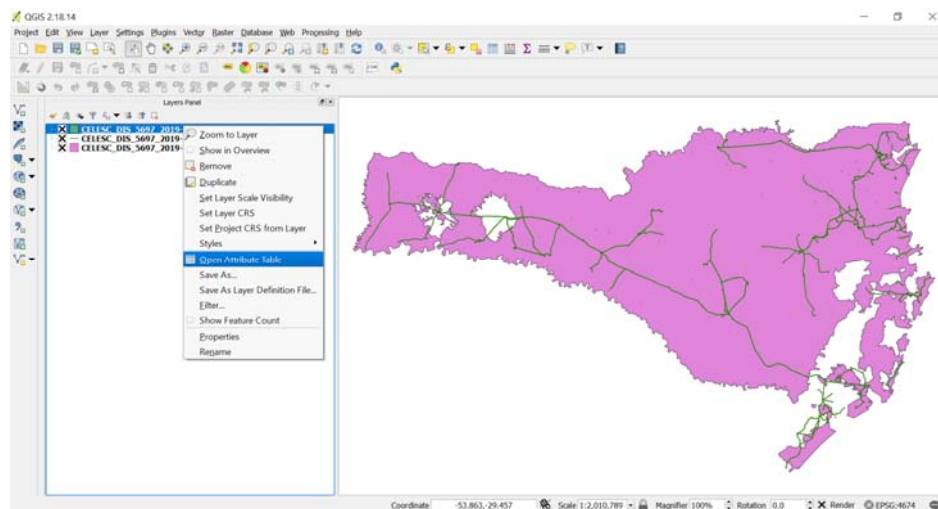 QGIS 2.18.14
Project Edit View Layer Settings Plugins Vector Raster Database Web Processing Help
Layers Panel
CELESC_DIS_5697_2019-
CELESC_DIS_5697_2019-
CELESC_DIS_5697_2019-
Zoom to Layer
Show in Overview
Remove
Duplicate
Set Layer Scale Visibility
Set Layer CRS
Set Project CRS from Layer
Styles
Open Attribute Table
Save As...
Save As Layer Definition File...
Filter...
Show Feature Count
Properties
Rename
Coordinate -53.863,-29.457 Scale 1:2,010,789 Magnifier 100% Rotation 0.0 Render EPSG:4674